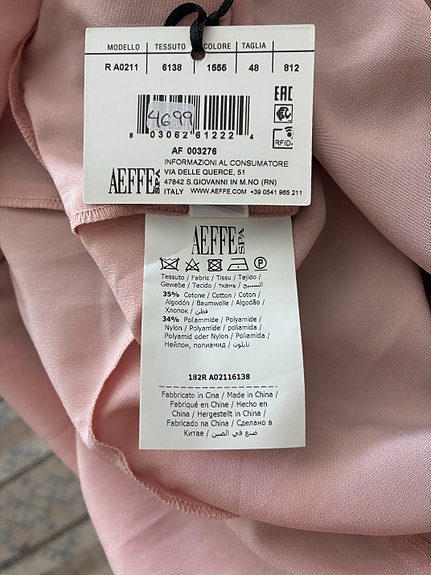 MODELLO TESSUTO COLORE TAGLIA
R A0211 6138 1555 48 812
4699
8 03062 61222 4
EAC
RFID
AF 003276
INFORMAZIONI AL CONSUMATORE
VIA DELLE QUERCE, 51
47842 S.GIOVANNI IN M.NO (RN)
ITALY WWW.AEFFE.COM +39 0541 965 211
AEFFE SPA
AEFFE SPA
Tessuto / Fabric / Tissu / Tejido /
Gewebe / Tecido / ткань / النسيج
35% Cotone / Cotton / Coton /
Algodón / Baumwolle / Algodão /
Хлопок / قطن
34% Poliammide / Polyamide /
Nylon / Polyamide / poliamida /
Polyamid oder Nylon / Poliamida /
Нейлон, полиамид / نايلون
182R A02116138
Fabbricato in Cina / Made in China /
Fabriqué en Chine / Hecho en
China / Hergestellt in China /
Fabricado na China / Сделано в
Китае / صنع في الصين